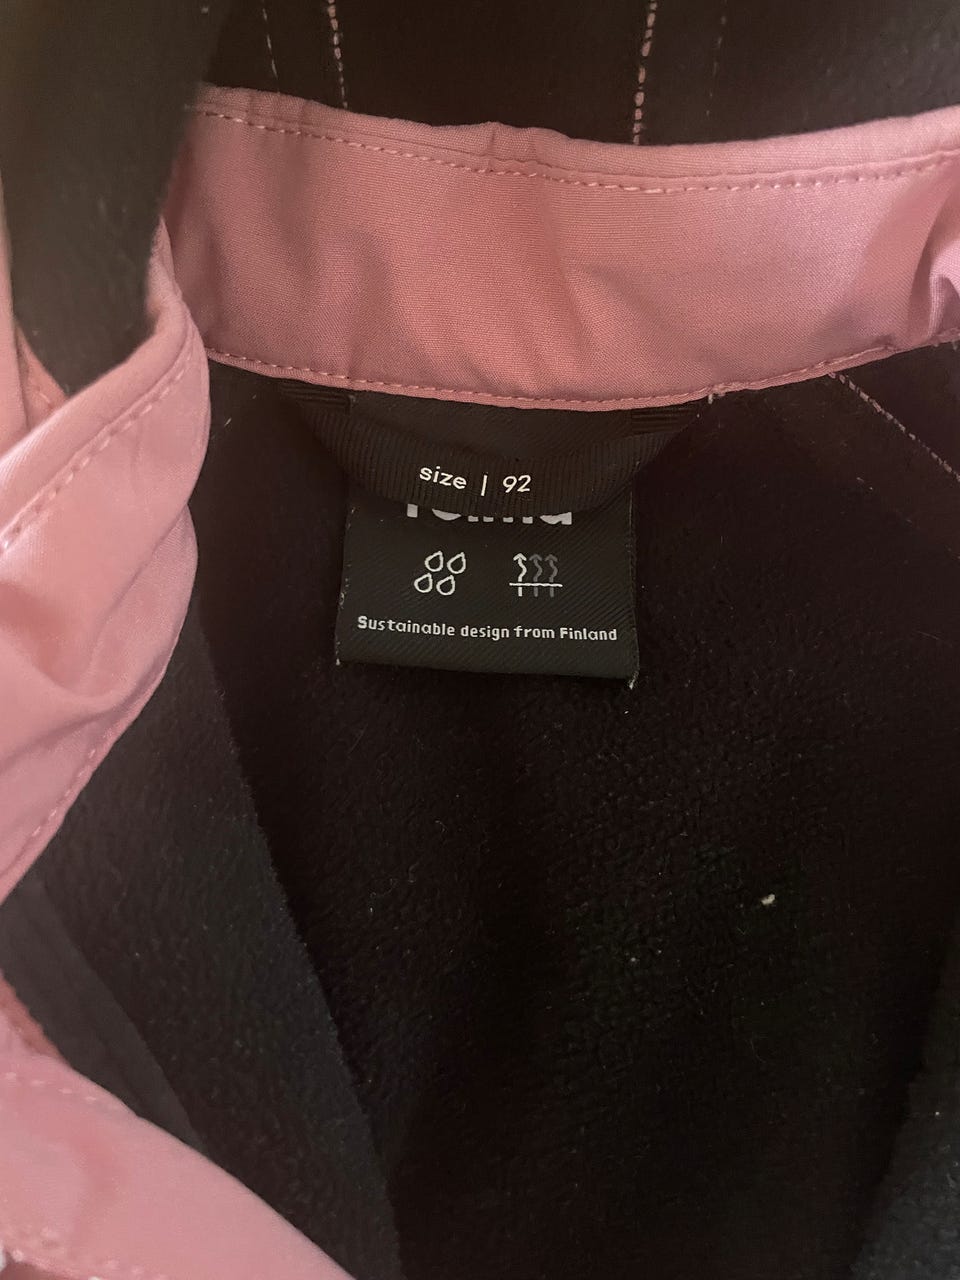 size | 92
Sustainable design from Finland